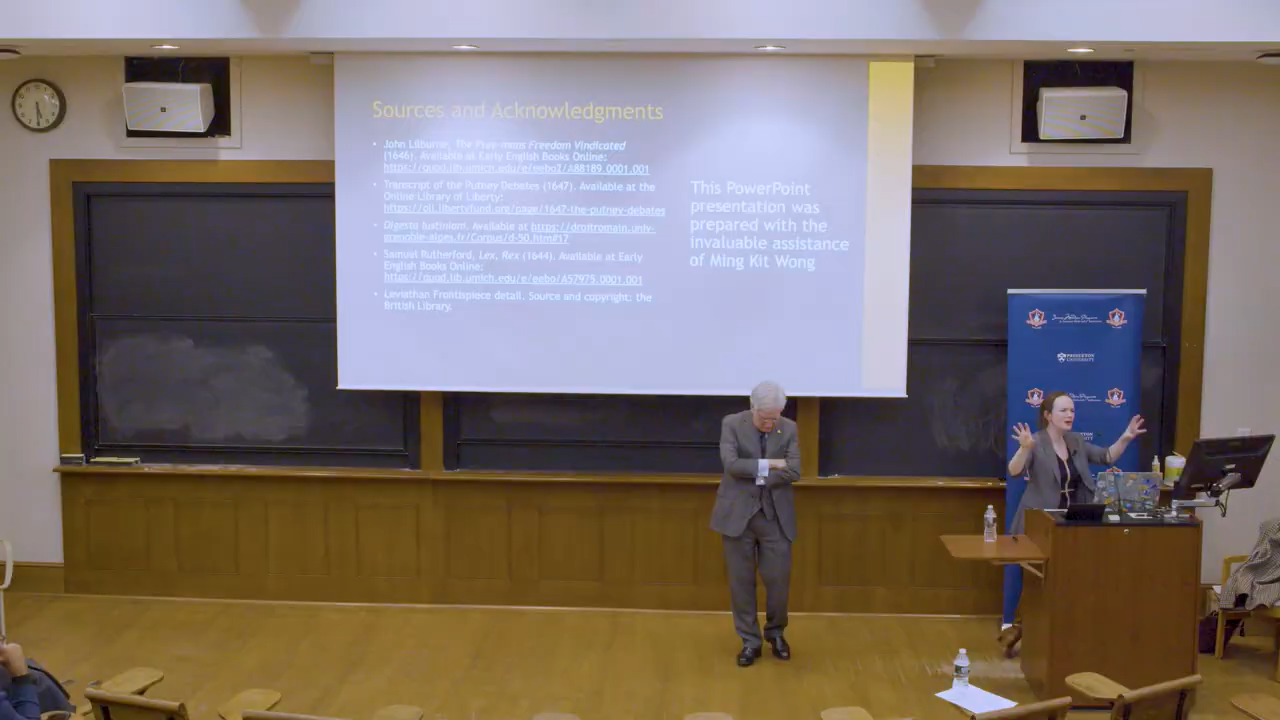 Sources and Acknowledgments
• John Lilburne, The Free-mans Freedom Vindicated
(1646). Available at Early English Books Online:
https://quod.lib.umich/e/eebo2/A88189.0001.001
• Transcript of the Putney Debates (1647). Available at the
Online Library of Liberty:
https://oll.libertyfund.org/page/1647-the-putney-debates
• Digesta Iustiniani. Available at https://droitromain.univ-
grenoble-alpes.fr/Corpus/d-50.htm#17
• Samuel Rutherford, Lex, Rex (1644). Available at Early
English Books Online:
https://quod.lib.umich/e/eebo/A57975.0001.001
• Leviathan Frontispiece detail. Source and copyright: the
British Library.
This PowerPoint
presentation was
prepared with the
invaluable assistance
of Ming Kit Wong
James Madison Program
PRINCETON
UNIVERSITY